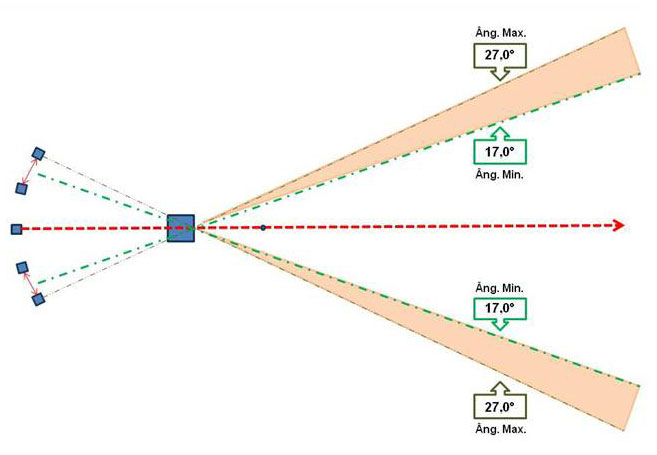 Âng. Max.
27,0°
17,0°
Âng. Min.
Âng. Min.
17,0°
27,0°
Âng. Max.